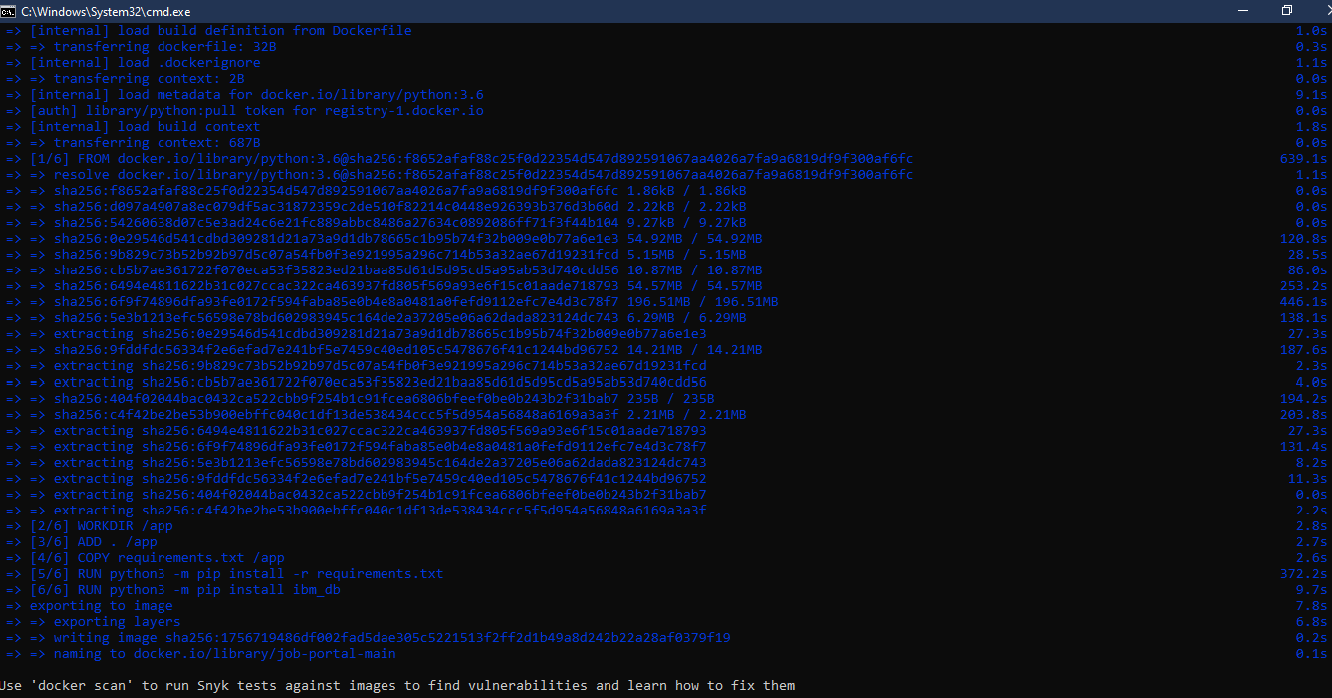 C:\Windows\System32\cmd.exe
=> [internal] load build definition from Dockerfile 1.0s
=> => transferring dockerfile: 32B 0.3s
=> [internal] load .dockerignore 1.1s
=> => transferring context: 2B 0.0s
=> [internal] load metadata for docker.io/library/python:3.6 9.1s
=> [auth] library/python:pull token for registry-1.docker.io 0.0s
=> [internal] load build context 1.8s
=> => transferring context: 687B 0.0s
=> [1/6] FROM docker.io/library/python:3.6@sha256:f8652afaf88c25f0d22354d547d892591067aa4026a7fa9a6819df9f300af6fc 639.1s
=> => resolve docker.io/library/python:3.6@sha256:f8652afaf88c25f0d22354d547d892591067aa4026a7fa9a6819df9f300af6fc 1.1s
=> => sha256:f8652afaf88c25f0d22354d547d892591067aa4026a7fa9a6819df9f300af6fc 1.86kB / 1.86kB 0.0s
=> => sha256:d097a4907a8ec079df5ac31872359c2de510f82214c0448e926393b376d3b60d 2.22kB / 2.22kB 0.0s
=> => sha256:54260638d07c5e3ad24c6e21fc889abbc8486a27634c0892086ff71f3f44b104 9.27kB / 9.27kB 0.0s
=> => sha256:0e29546d541cdbd309281d21a73a9d1db78665c1b95b74f32b009e0b77a6e1e3 54.92MB / 54.92MB 120.8s
=> => sha256:9b829c73b52b92b97d5c07a54fb0f3e921995a296c714b53a32ae67d19231fcd 5.15MB / 5.15MB 28.5s
=> => sha256:cb5b7ae361722f070eca53f35823ed21baa85d61d5d95cd5a95ab53d740cdd56 10.87MB / 10.87MB 86.0s
=> => sha256:6494e4811622b31c027ccac322ca463937fd805f569a93e6f15c01aade718793 54.57MB / 54.57MB 253.2s
=> => sha256:6f9f74896dfa93fe0172f594faba85e0b4e8a0481a0fefd9112efc7e4d3c78f7 196.51MB / 196.51MB 446.1s
=> => sha256:5e3b1213efc56598e78bd602983945c164de2a37205e06a62dada823124dc743 6.29MB / 6.29MB 138.1s
=> => extracting sha256:0e29546d541cdbd309281d21a73a9d1db78665c1b95b74f32b009e0b77a6e1e3 27.3s
=> => sha256:9fddfdc56334f2e6efad7e241bf5e7459c40ed105c5478676f41c1244bd96752 14.21MB / 14.21MB 187.6s
=> => extracting sha256:9b829c73b52b92b97d5c07a54fb0f3e921995a296c714b53a32ae67d19231fcd 2.3s
=> => extracting sha256:cb5b7ae361722f070eca53f35823ed21baa85d61d5d95cd5a95ab53d740cdd56 4.0s
=> => sha256:404f02044bac0432ca522cbb9f254b1c91fcea6806bfeef0be0b243b2f31bab7 235B / 235B 194.2s
=> => sha256:c4f42be2be53b900ebffc040c1df13de538434ccc5f5d954a56848a6169a3a3f 2.21MB / 2.21MB 203.8s
=> => extracting sha256:6494e4811622b31c027ccac322ca463937fd805f569a93e6f15c01aade718793 27.3s
=> => extracting sha256:6f9f74896dfa93fe0172f594faba85e0b4e8a0481a0fefd9112efc7e4d3c78f7 131.4s
=> => extracting sha256:5e3b1213efc56598e78bd602983945c164de2a37205e06a62dada823124dc743 8.2s
=> => extracting sha256:9fddfdc56334f2e6efad7e241bf5e7459c40ed105c5478676f41c1244bd96752 11.3s
=> => extracting sha256:404f02044bac0432ca522cbb9f254b1c91fcea6806bfeef0be0b243b2f31bab7 0.0s
=> => extracting sha256:c4f42be2be53b900ebffc040c1df13de538434ccc5f5d954a56848a6169a3a3f 2.2s
=> [2/6] WORKDIR /app 2.8s
=> [3/6] ADD . /app 2.7s
=> [4/6] COPY requirements.txt /app 2.6s
=> [5/6] RUN python3 -m pip install -r requirements.txt 372.2s
=> [6/6] RUN python3 -m pip install ibm_db 9.7s
=> exporting to image 7.8s
=> => exporting layers 6.8s
=> => writing image sha256:1756719486df002fad5dae305c5221513f2ff2d1b49a8d242b22a28af0379f19 0.2s
=> => naming to docker.io/library/job-portal-main 0.1s
Use 'docker scan' to run Snyk tests against images to find vulnerabilities and learn how to fix them